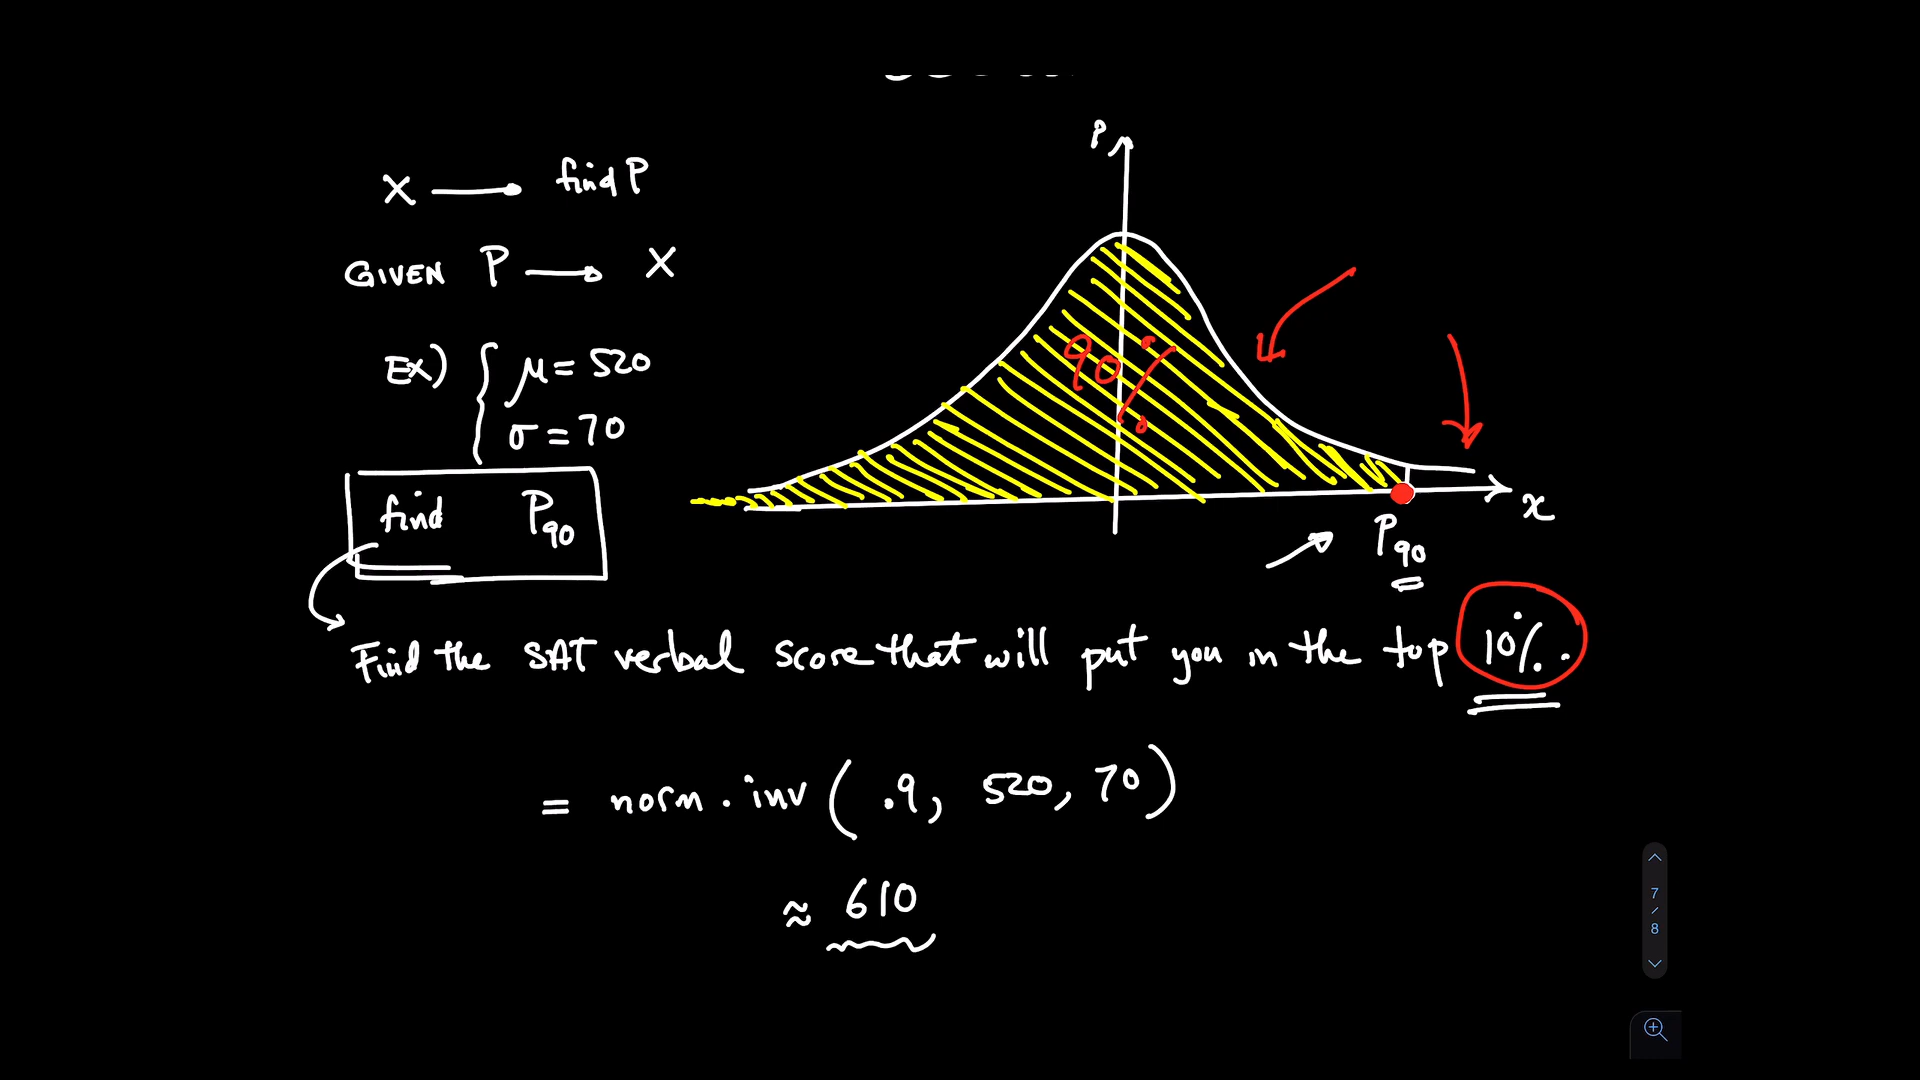 X → find P
GIVEN P → X
EX) { μ = 520
σ = 70
find P90
P
90%
x
P90
Find the SAT verbal score that will put you in the top 10%.
= norm.inv( .9, 520, 70)
≈ 610
7
/
8